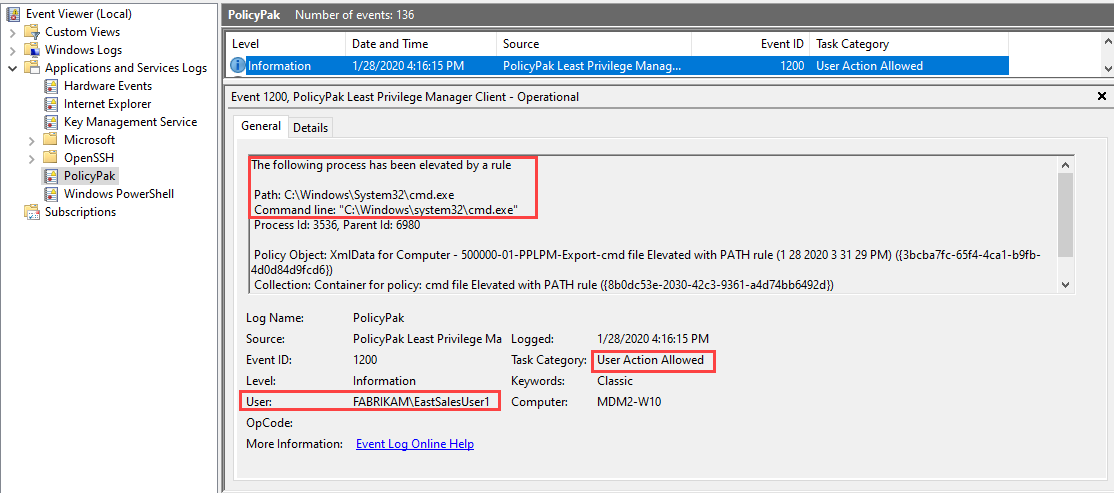 Event Viewer (Local)
Custom Views
Windows Logs
Applications and Services Logs
Hardware Events
Internet Explorer
Key Management Service
Microsoft
OpenSSH
PolicyPak
Windows PowerShell
Subscriptions
PolicyPak Number of events: 136
Level Date and Time Source Event ID Task Category
Information 1/28/2020 4:16:15 PM PolicyPak Least Privilege Manag... 1200 User Action Allowed
Event 1200, PolicyPak Least Privilege Manager Client - Operational
General Details
The following process has been elevated by a rule
Path: C:\Windows\System32\cmd.exe
Command line: "C:\Windows\system32\cmd.exe"
Process Id: 3536, Parent Id: 6980
Policy Object: XmlData for Computer - 500000-01-PPLPM-Export-cmd file Elevated with PATH rule (1 28 2020 3 31 29 PM) ({3bcba7fc-65f4-4ca1-b9fb-
4d0d84d9fcd6})
Collection: Container for policy: cmd file Elevated with PATH rule ({8b0dc53e-2030-42c3-9361-a4d74bb6492d})
Log Name: PolicyPak
Source: PolicyPak Least Privilege Ma Logged: 1/28/2020 4:16:15 PM
Event ID: 1200 Task Category: User Action Allowed
Level: Information Keywords: Classic
User: FABRIKAM\EastSalesUser1 Computer: MDM2-W10
OpCode:
More Information: Event Log Online Help